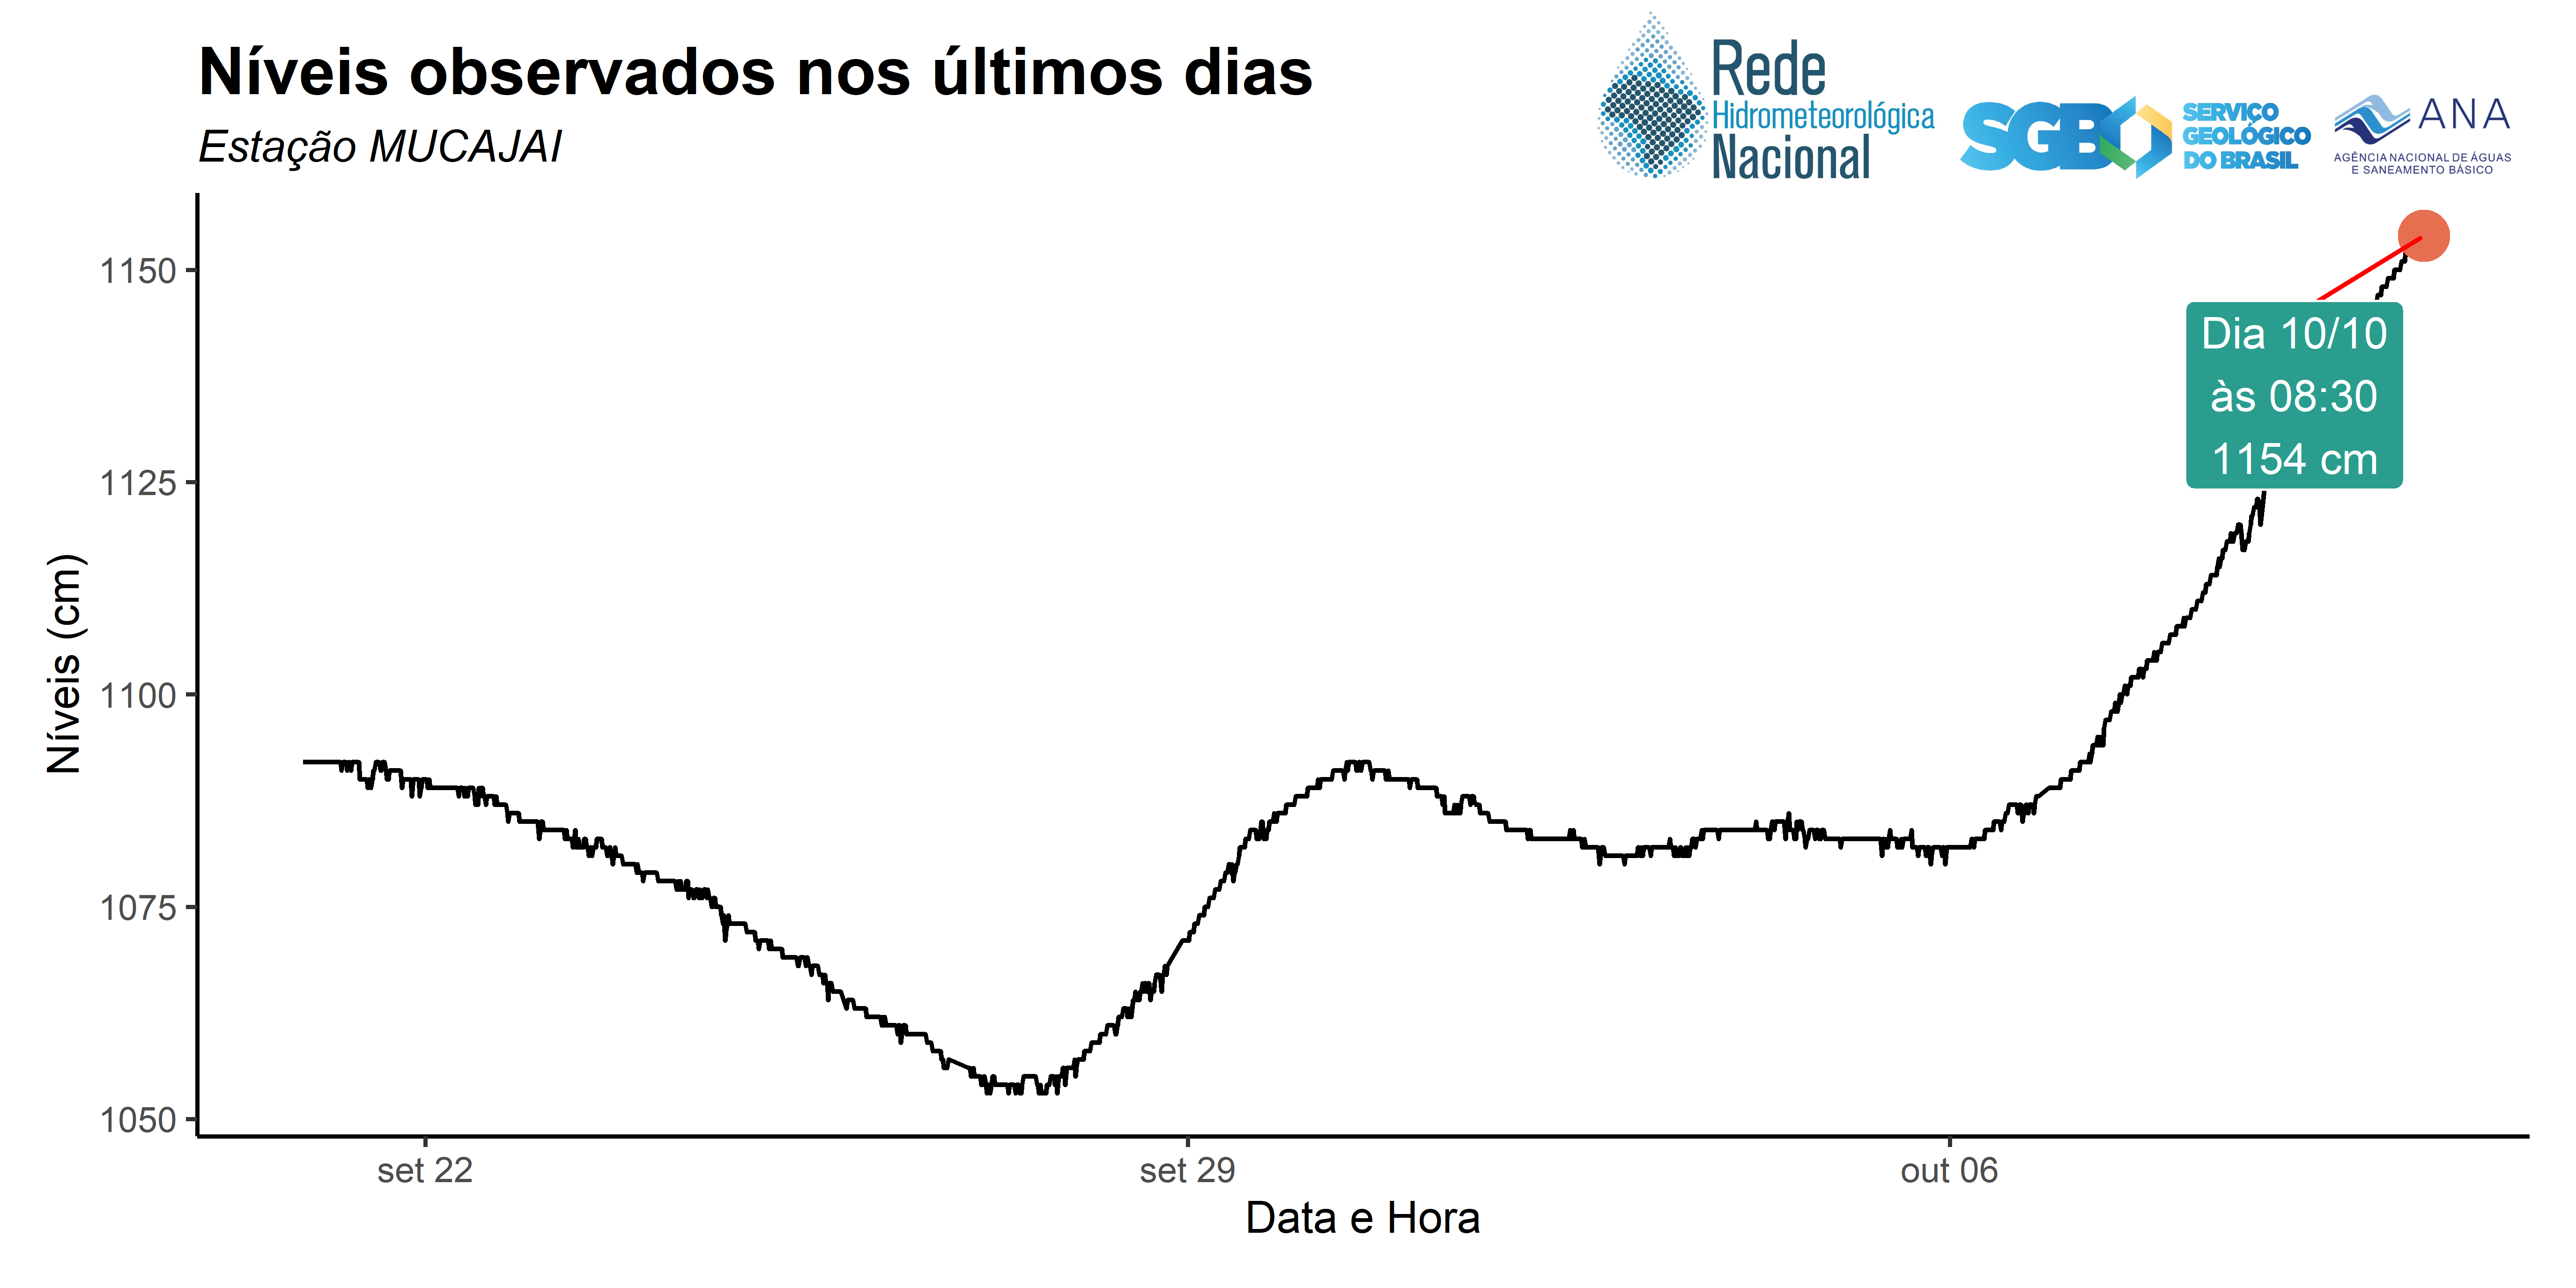 Níveis observados nos últimos dias
Estação MUCAJAI
Rede
Hidrometeorológica
Nacional
SGB
SERVIÇO
GEOLÓGICO
DO BRASIL
ANA
AGÊNCIA NACIONAL DE ÁGUAS
E SANEAMENTO BÁSICO
Níveis (cm)
1150
1125
1100
1075
1050
Dia 10/10
às 08:30
1154 cm
set 22
set 29
out 06
Data e Hora